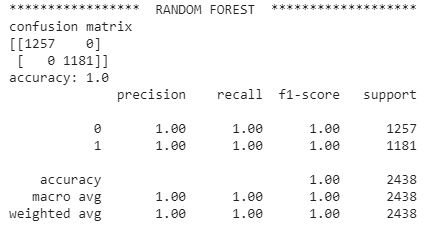 *****************  RANDOM FOREST  *******************
confusion matrix
[[1257    0]
 [   0 1181]]
accuracy: 1.0
              precision    recall  f1-score   support

           0       1.00      1.00      1.00      1257
           1       1.00      1.00      1.00      1181

    accuracy                           1.00      2438
   macro avg       1.00      1.00      1.00      2438
weighted avg       1.00      1.00      1.00      2438